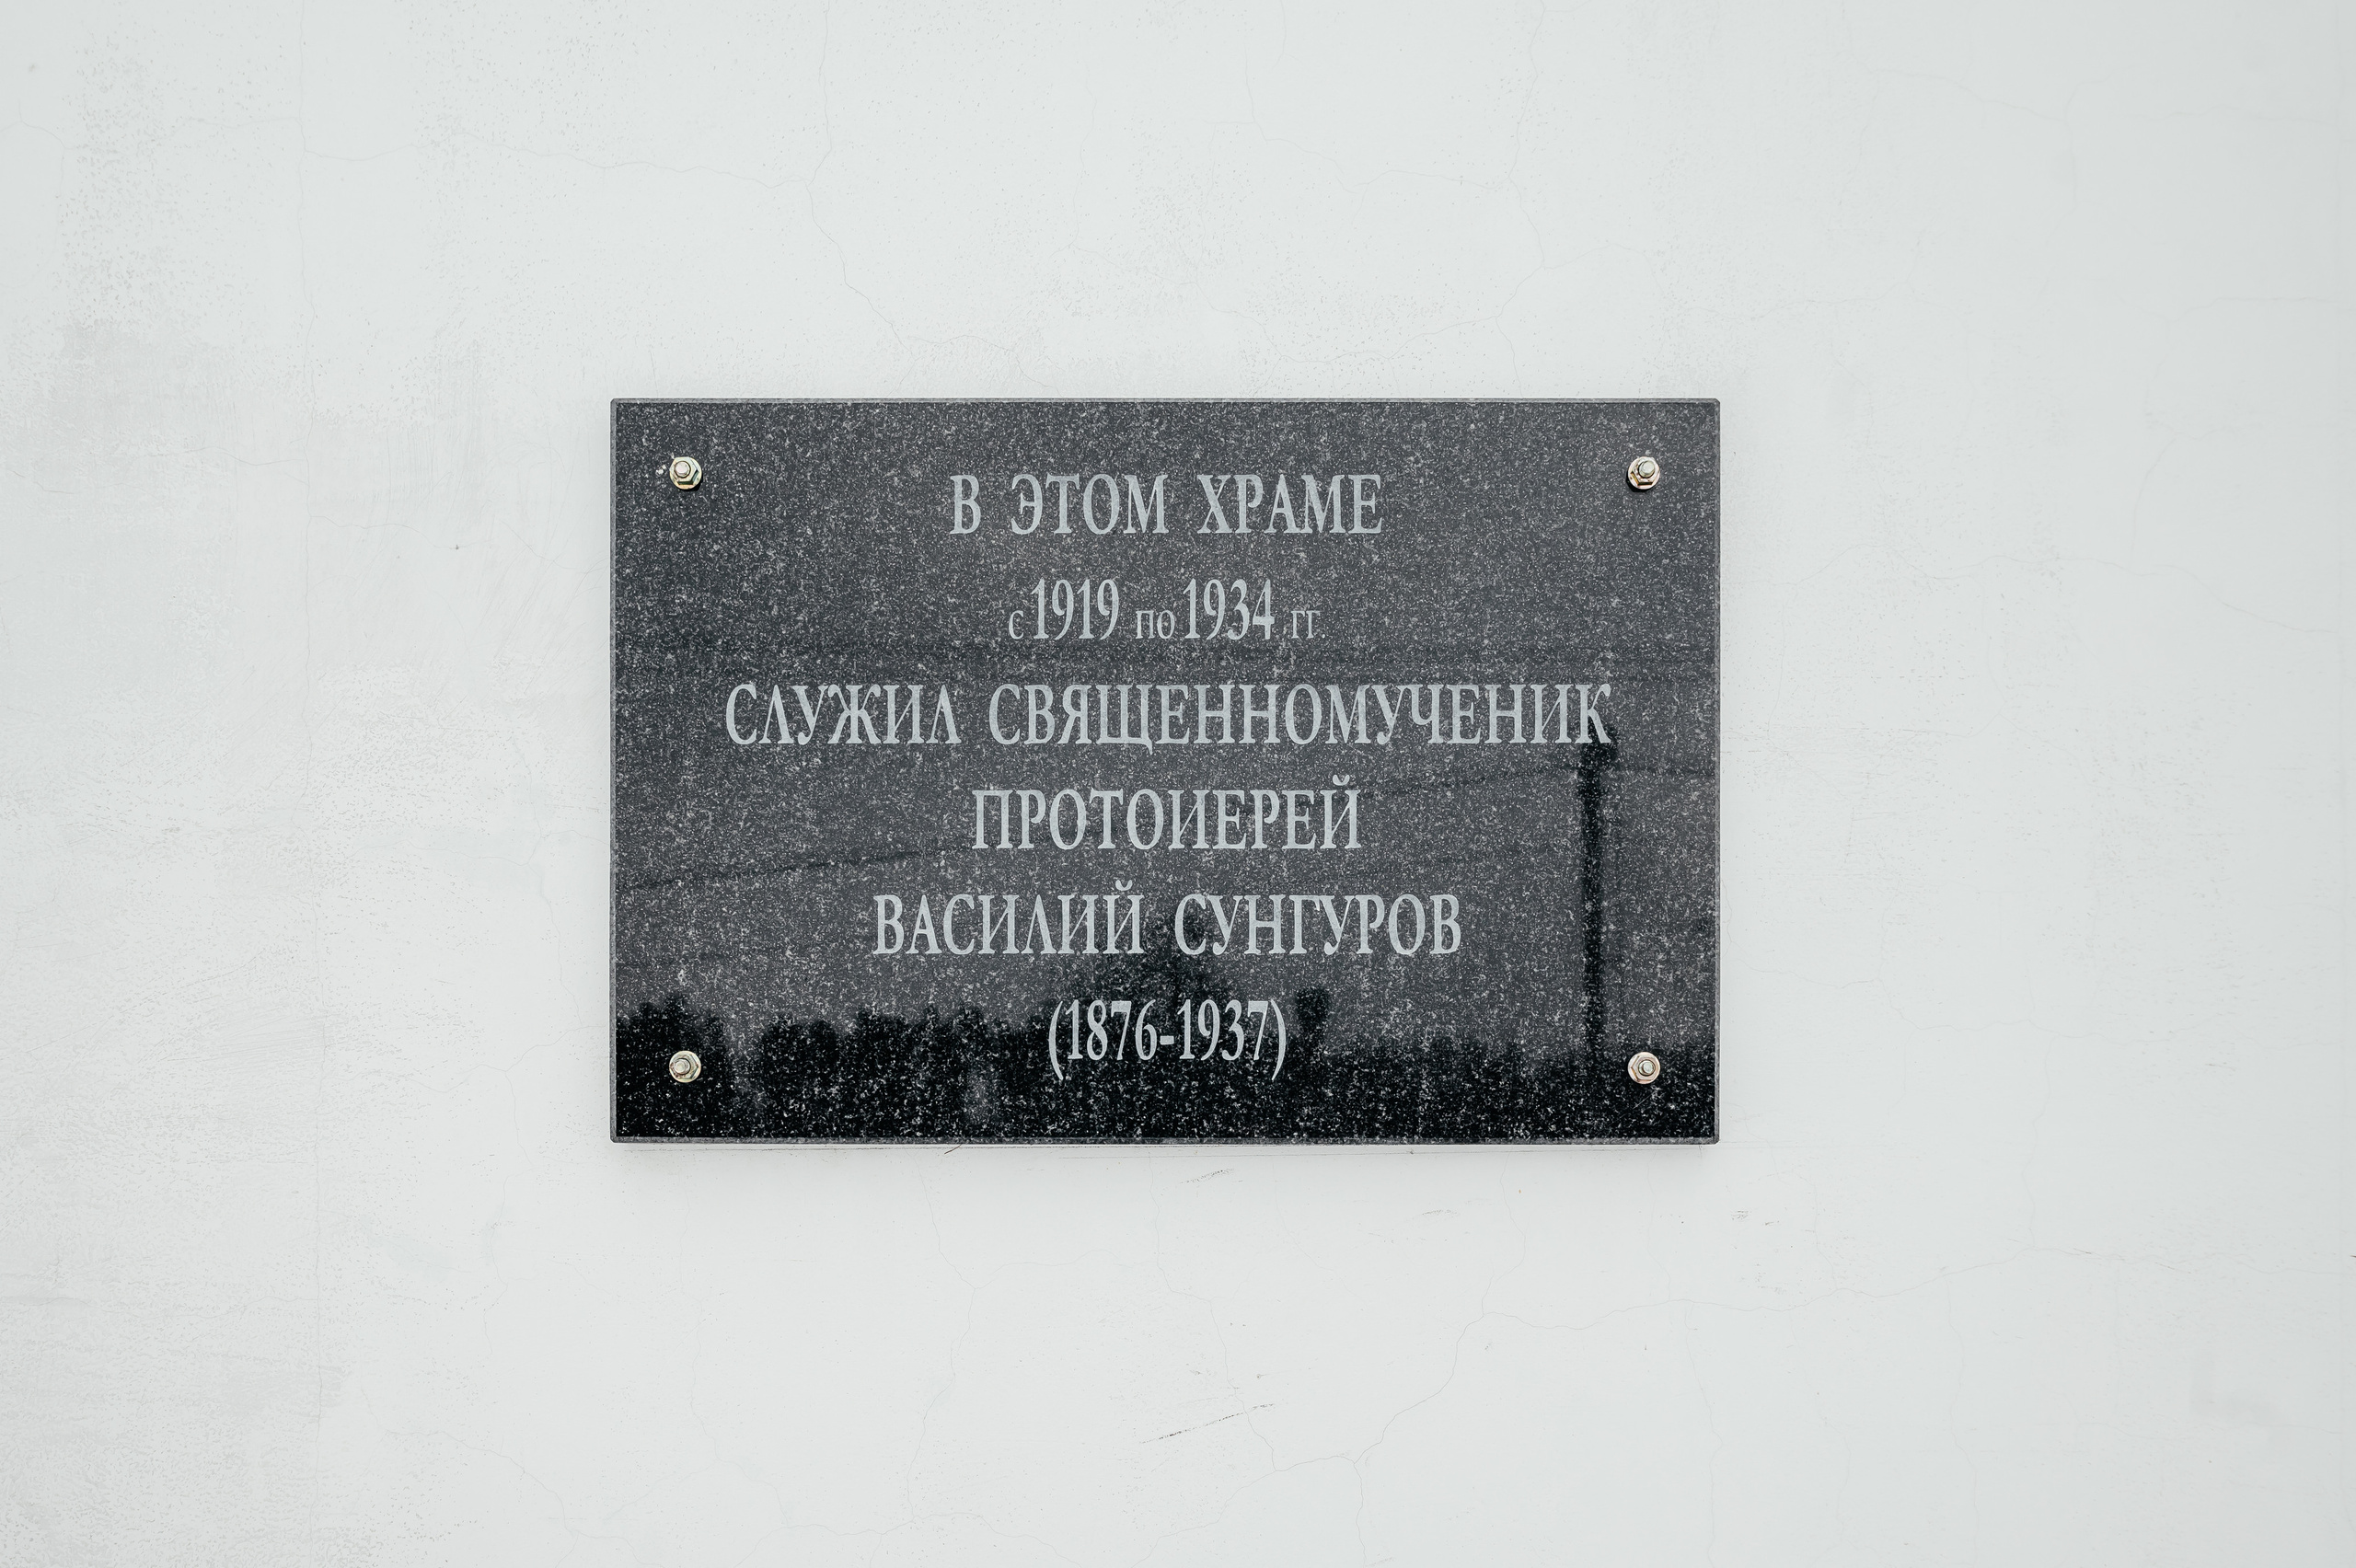 В ЭТОМ ХРАМЕ
с 1919 по 1934 гг.
СЛУЖИЛ СВЯЩЕННОМУЧЕНИК
ПРОТОИЕРЕЙ
ВАСИЛИЙ СУНГУРОВ
(1876-1937)